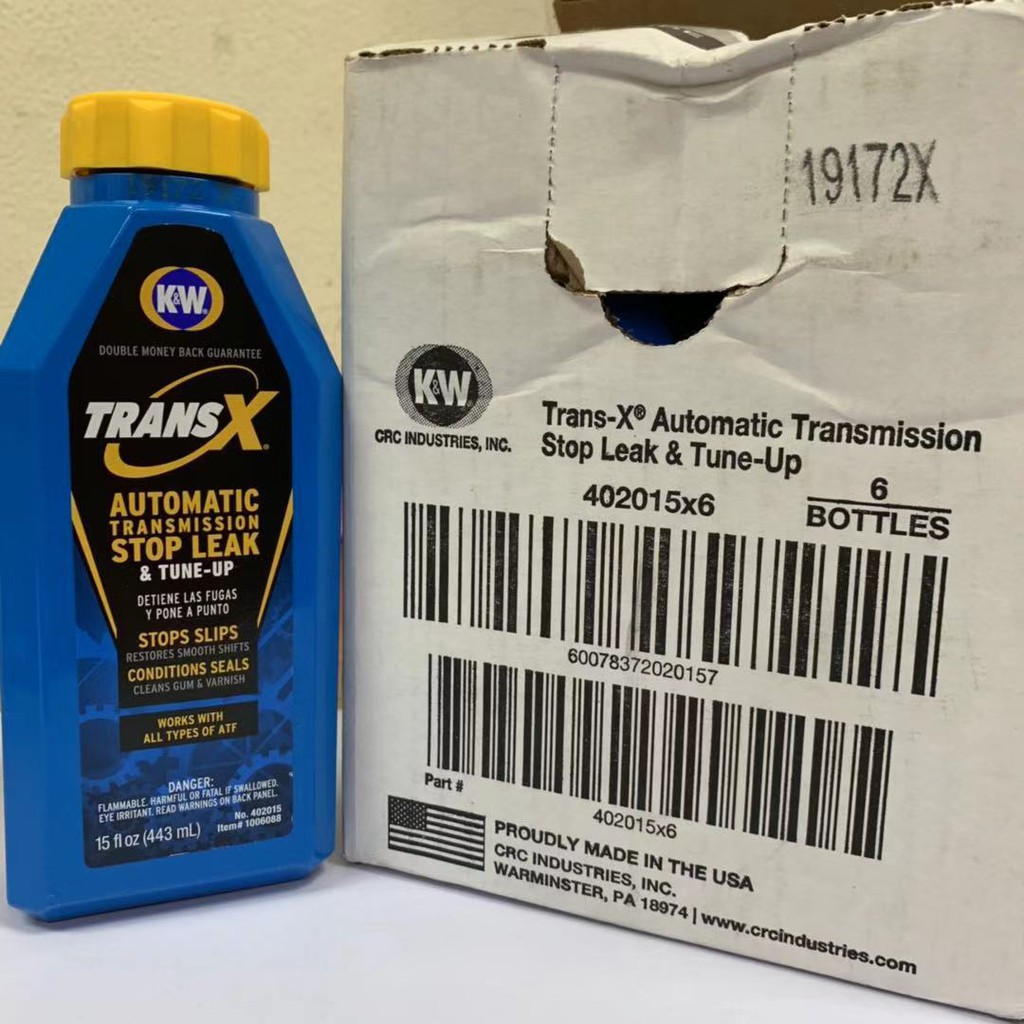 K&W
DOUBLE MONEY BACK GUARANTEE
TRANSX®
AUTOMATIC
TRANSMISSION
STOP LEAK
& TUNE-UP
DETIENE LAS FUGAS
Y PONE A PUNTO
STOPS SLIPS
RESTORES SMOOTH SHIFTS
CONDITIONS SEALS
CLEANS GUM & VARNISH
WORKS WITH
ALL TYPES OF ATF
DANGER:
FLAMMABLE. HARMFUL OR FATAL IF SWALLOWED.
EYE IRRITANT. READ WARNINGS ON BACK PANEL.
No. 402015
Item# 1006088
15 fl oz (443 mL)
19172X
K&W
CRC INDUSTRIES, INC.
Trans-X® Automatic Transmission
Stop Leak & Tune-Up
402015x6
6
BOTTLES
60078372020157
Part #
402015x6
PROUDLY MADE IN THE USA
CRC INDUSTRIES, INC.
WARMINSTER, PA 18974 | www.crcindustries.com